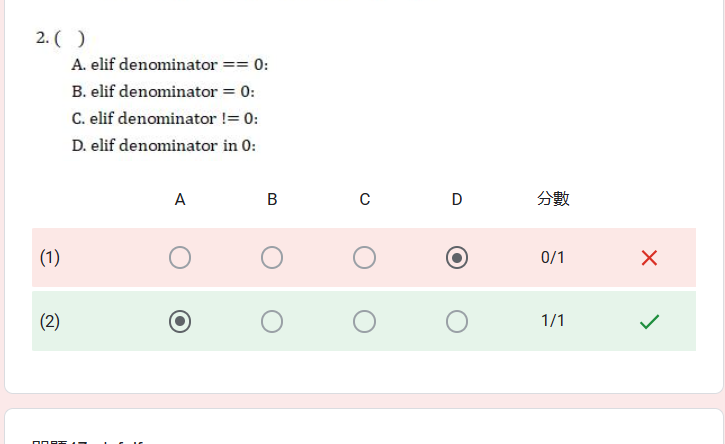 2. ( )
A. elif denominator == 0:
B. elif denominator = 0:
C. elif denominator != 0:
D. elif denominator in 0:
A B C D 分數
(1) 0/1
(2) 1/1